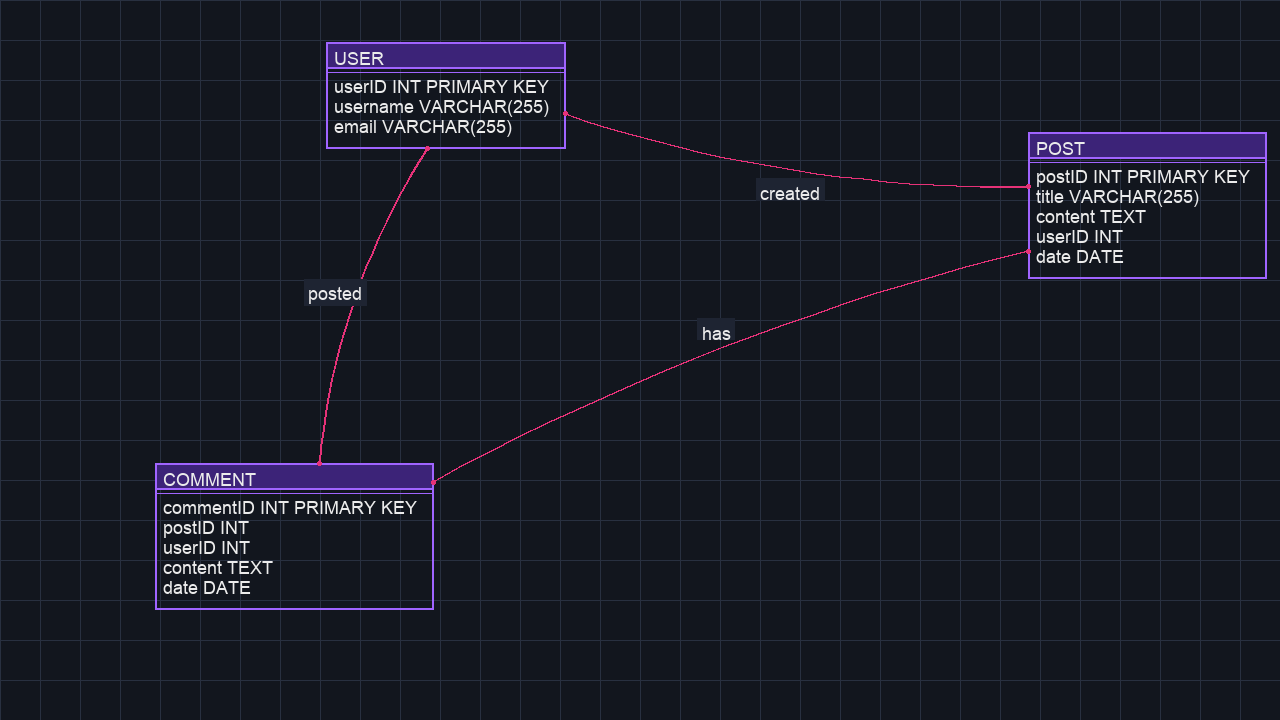 USER
userID INT PRIMARY KEY
username VARCHAR(255)
email VARCHAR(255)
created
POST
postID INT PRIMARY KEY
title VARCHAR(255)
content TEXT
userID INT
date DATE
posted
has
COMMENT
commentID INT PRIMARY KEY
postID INT
userID INT
content TEXT
date DATE